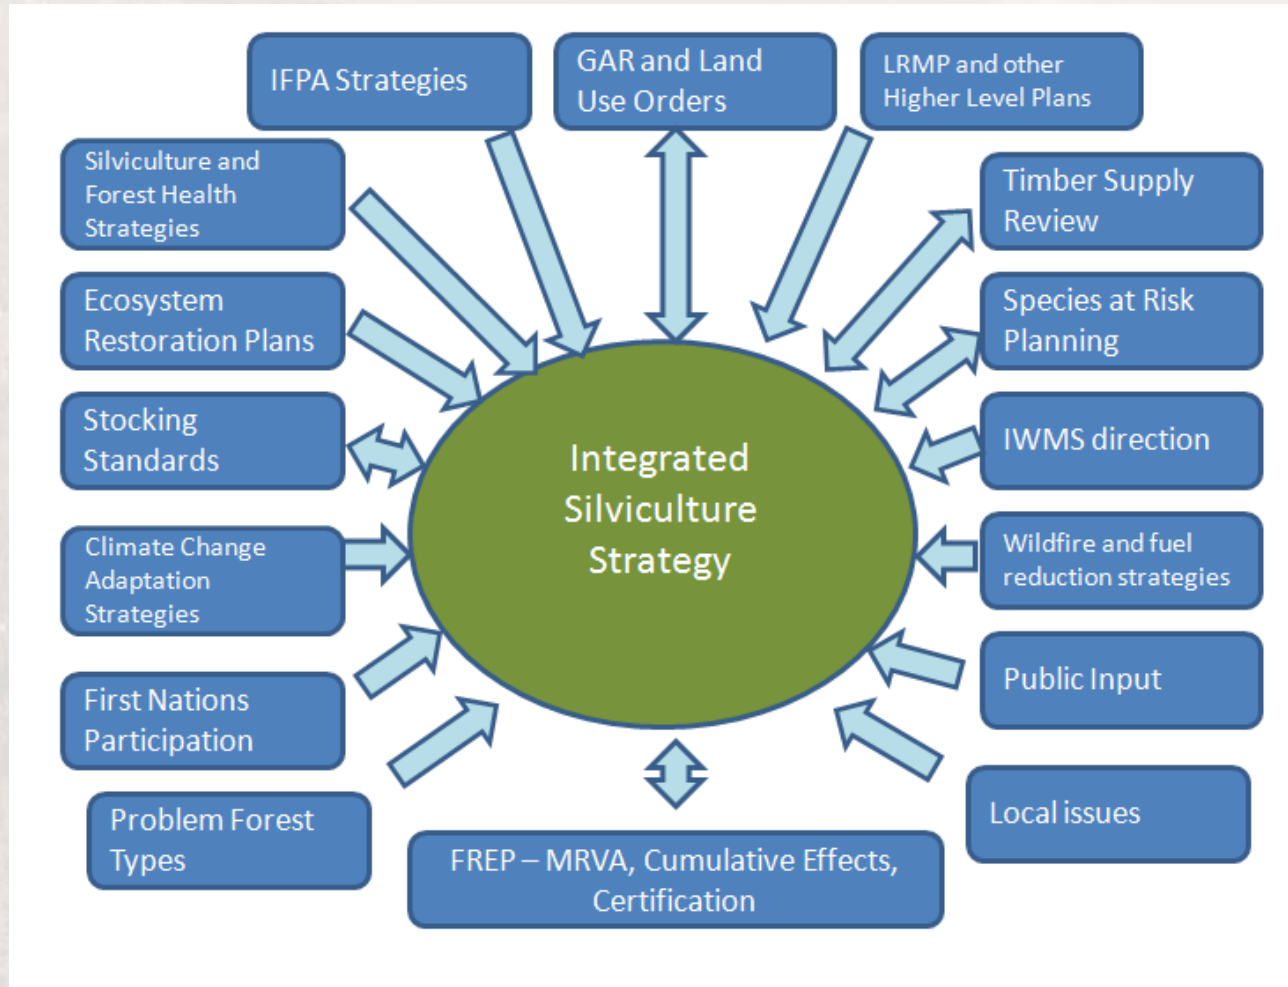 IFPA Strategies
GAR and Land
Use Orders
LRMP and other
Higher Level Plans
Silviculture and
Forest Health
Strategies
Timber Supply
Review
Ecosystem
Restoration Plans
Species at Risk
Planning
Stocking
Standards
IWMS direction
Integrated
Silviculture
Strategy
Climate Change
Adaptation
Strategies
Wildfire and fuel
reduction strategies
First Nations
Participation
Public Input
Problem Forest
Types
Local issues
FREP – MRVA, Cumulative Effects,
Certification